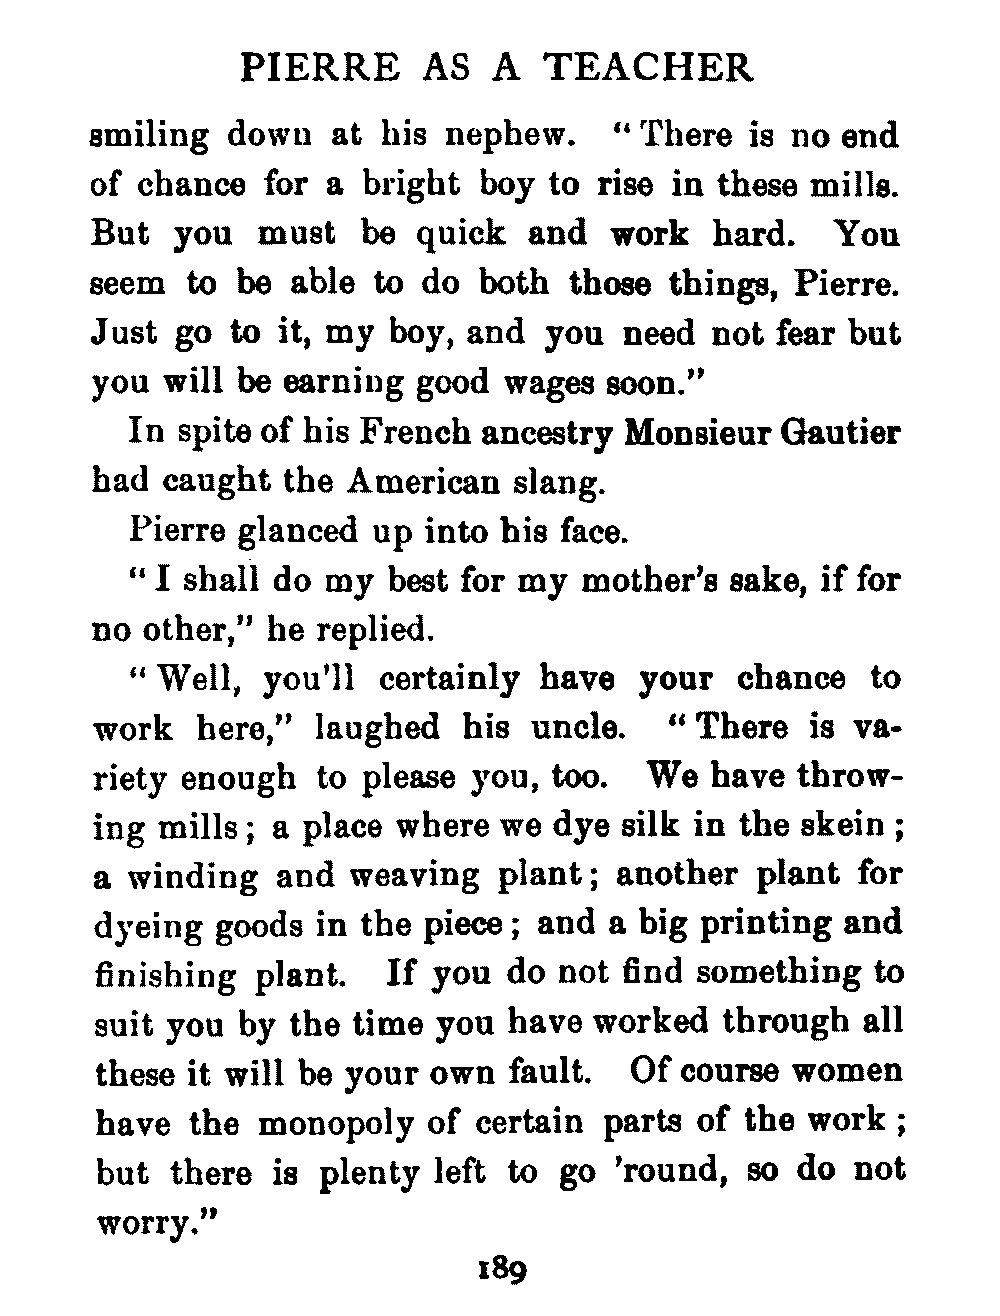 PIERRE AS A TEACHER
smiling down at his nephew. "There is no end
of chance for a bright boy to rise in these mills.
But you must be quick and work hard. You
seem to be able to do both those things, Pierre.
Just go to it, my boy, and you need not fear but
you will be earning good wages soon."
In spite of his French ancestry Monsieur Gautier
had caught the American slang.
Pierre glanced up into his face.
"I shall do my best for my mother's sake, if for
no other," he replied.
"Well, you'll certainly have your chance to
work here," laughed his uncle. "There is va-
riety enough to please you, too. We have throw-
ing mills; a place where we dye silk in the skein;
a winding and weaving plant; another plant for
dyeing goods in the piece; and a big printing and
finishing plant. If you do not find something to
suit you by the time you have worked through all
these it will be your own fault. Of course women
have the monopoly of certain parts of the work;
but there is plenty left to go 'round, so do not
worry."
189